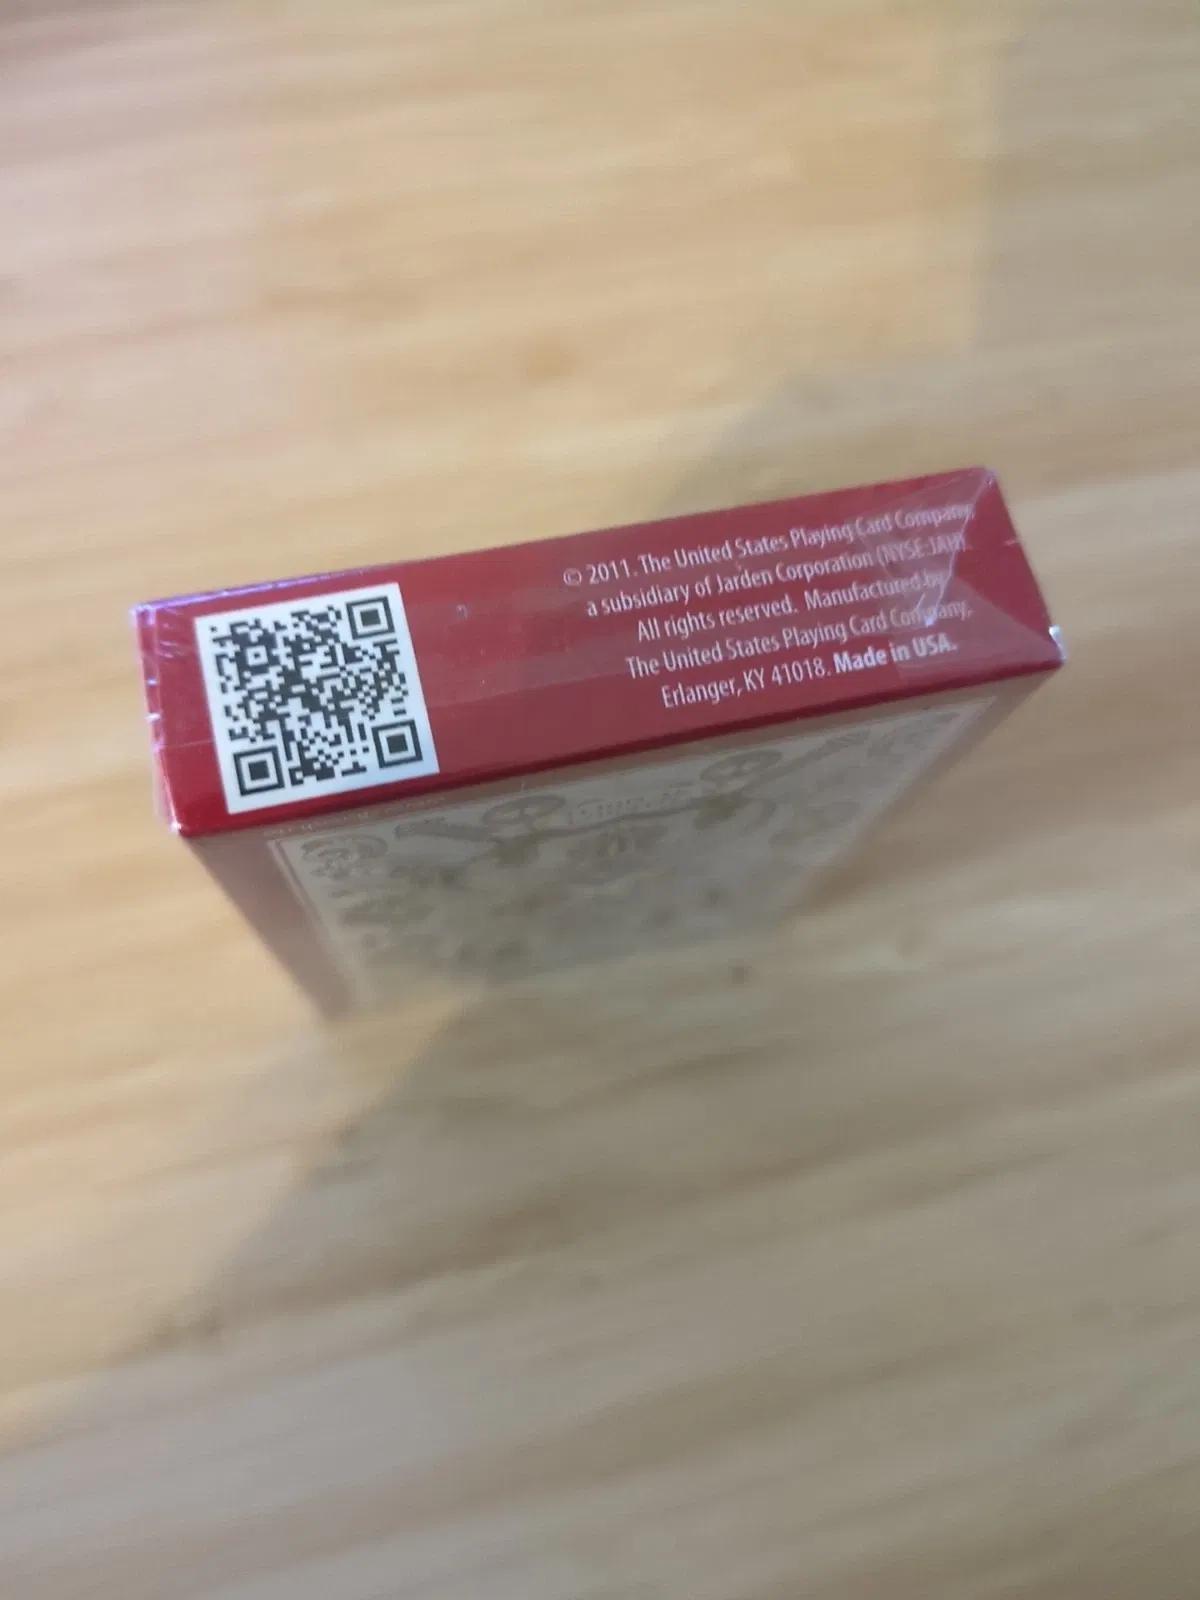 © 2011. The United States Playing Card Company,
a subsidiary of Jarden Corporation (NYSE:JAH).
All rights reserved. Manufactured by
The United States Playing Card Company,
Erlanger, KY 41018. Made in USA.